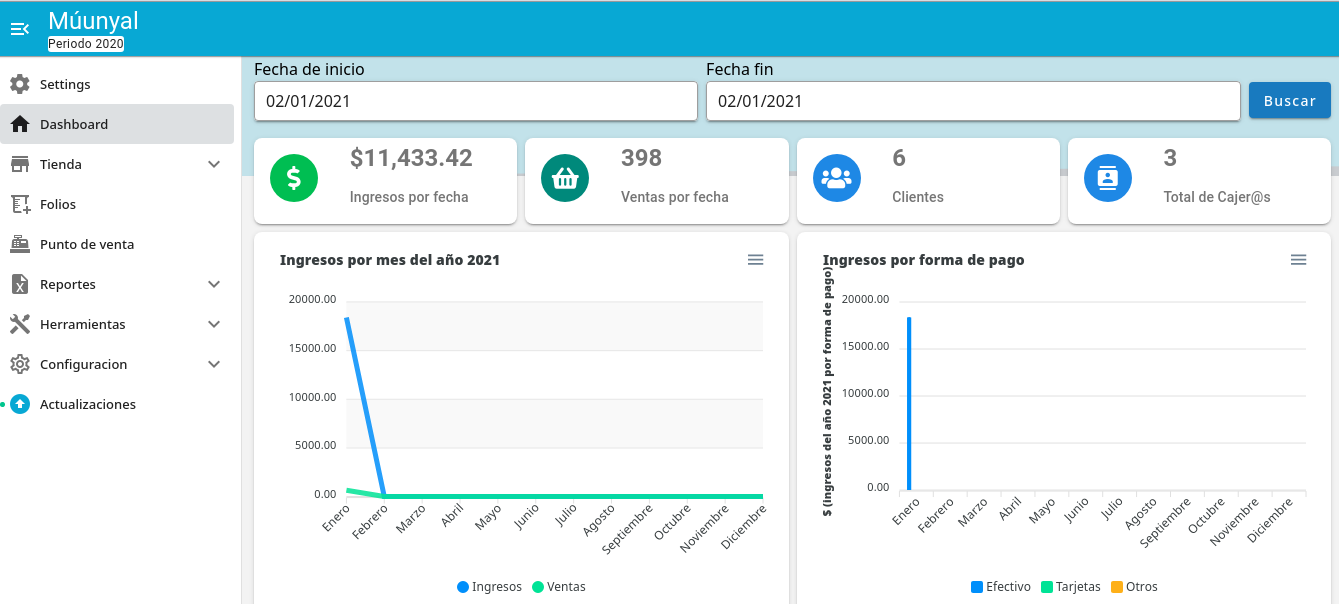 Múunyal
Periodo 2020
Settings
Dashboard
Tienda
Folios
Punto de venta
Reportes
Herramientas
Configuracion
Actualizaciones
Fecha de inicio
Fecha fin
02/01/2021
02/01/2021
Buscar
$11,433.42
Ingresos por fecha
398
Ventas por fecha
6
Clientes
3
Total de Cajer@s
Ingresos por mes del año 2021
20000.00
15000.00
10000.00
5000.00
0.00
Enero
Febrero
Marzo
Abril
Mayo
Junio
Julio
Agosto
Septiembre
Octubre
Noviembre
Diciembre
Ingresos
Ventas
Ingresos por forma de pago
$ (ingresos del año 2021 por forma de pago)
20000.00
15000.00
10000.00
5000.00
0.00
Enero
Febrero
Marzo
Abril
Mayo
Junio
Julio
Agosto
Septiembre
Octubre
Noviembre
Diciembre
Efectivo
Tarjetas
Otros